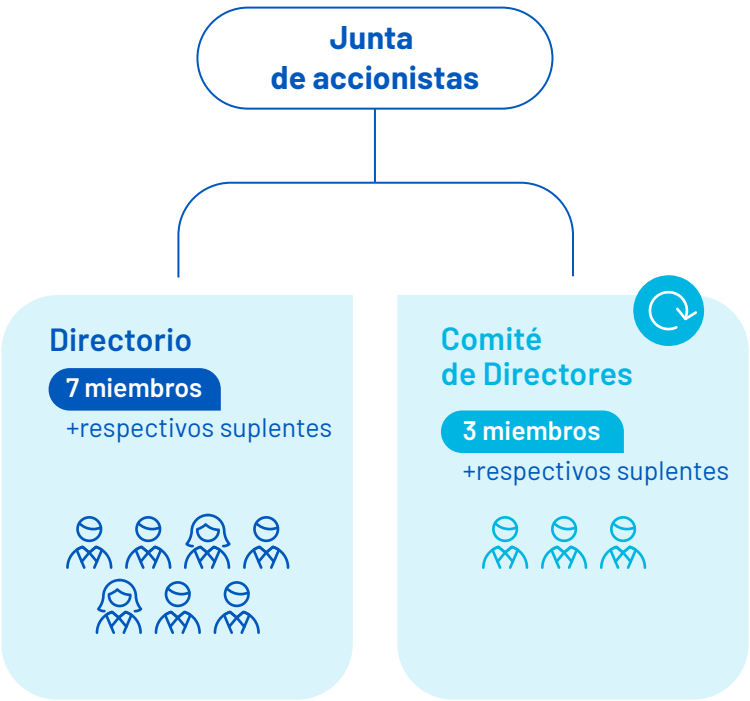 Junta
de accionistas
Directorio
7 miembros
+respectivos suplentes
Comité
de Directores
3 miembros
+respectivos suplentes